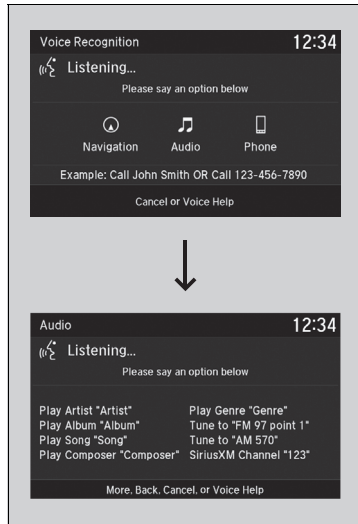 Voice Recognition 12:34
Listening...
Please say an option below
Navigation Audio Phone
Example: Call John Smith OR Call 123-456-7890
Cancel or Voice Help
Audio 12:34
Listening...
Please say an option below
Play Artist "Artist" Play Genre "Genre"
Play Album "Album" Tune to "FM 97 point 1"
Play Song "Song" Tune to "AM 570"
Play Composer "Composer" SiriusXM Channel "123"
More, Back, Cancel, or Voice Help